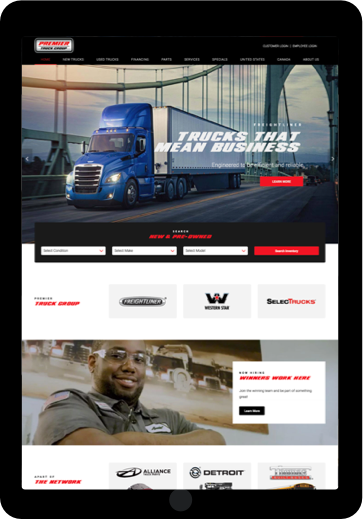 PREMIER
TRUCK GROUP
CUSTOMER LOGIN | EMPLOYEE LOGIN
HOME NEW TRUCKS USED TRUCKS FINANCING PARTS SERVICES SPECIALS UNITED STATES CANADA ABOUT US
FREIGHTLINER
TRUCKS THAT
MEAN BUSINESS
Engineered to be efficient and reliable.
LEARN MORE
SEARCH
NEW & PRE-OWNED
Select Condition Select Make Select Model Search Inventory
PREMIER
TRUCK GROUP
FREIGHTLINER
WESTERN STAR
SELECTRUCKS
NOW HIRING
WINNERS WORK HERE
Join the winning team and be part of something
great!
Learn More
PART OF
THE NETWORK
ALLIANCE
TRUCK PARTS
DETROIT